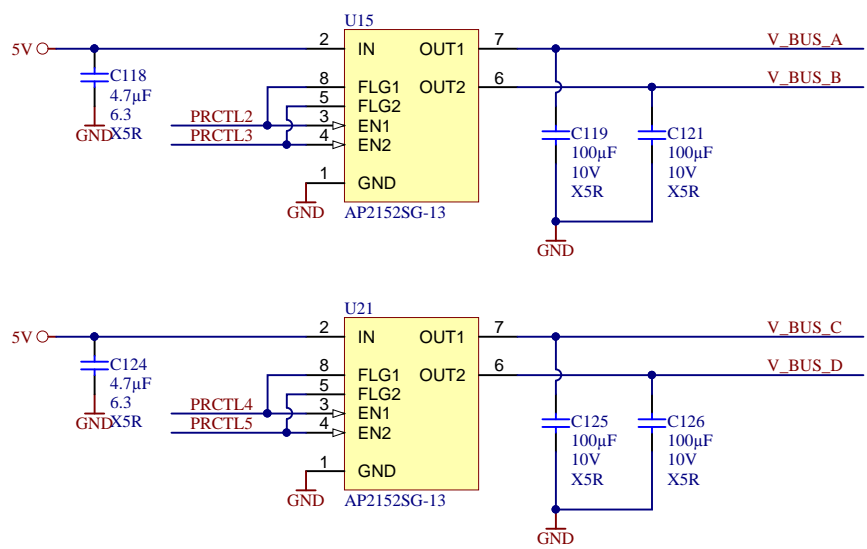 U15
5V
2 IN OUT1 7 V_BUS_A
C118
4.7µF
6.3
X5R
GND
8 FLG1 OUT2 6 V_BUS_B
5 FLG2
PRCTL2 3 EN1
PRCTL3 4 EN2
1 GND
GND
AP2152SG-13
C119
100µF
10V
X5R
C121
100µF
10V
X5R
GND
U21
5V
2 IN OUT1 7 V_BUS_C
C124
4.7µF
6.3
X5R
GND
8 FLG1 OUT2 6 V_BUS_D
5 FLG2
PRCTL4 3 EN1
PRCTL5 4 EN2
1 GND
GND
AP2152SG-13
C125
100µF
10V
X5R
C126
100µF
10V
X5R
GND